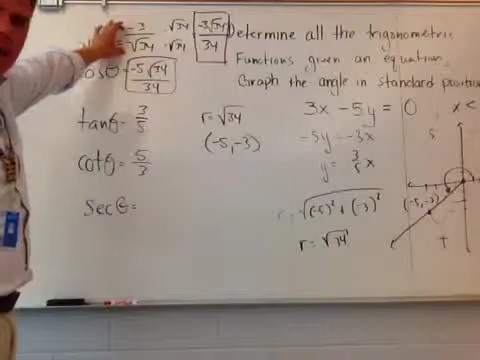 -3/√34 · √34/√34 -3√34/34
cosθ = -5√34/34
tanθ = 3/5
cotθ = 5/3
secθ =
r = √34
(-5, -3)
Determine all the trigonometric
Functions given an equation.
Graph the angle in standard position
3x - 5y = 0 x <
-5y = -3x
y = 3/5 x
r = √(-5)² + (-3)²
r = √34
S
(-5, -3)
T